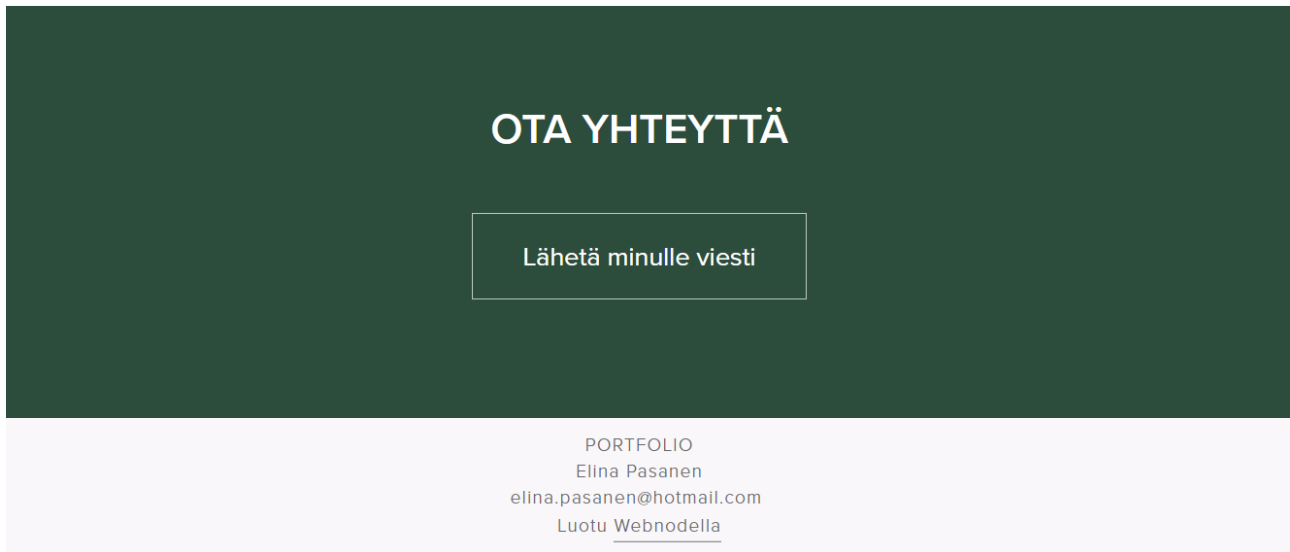 OTA YHTEYTTÄ
Lähetä minulle viesti
PORTFOLIO
Elina Pasanen
elina.pasanen@hotmail.com
Luotu Webnodella